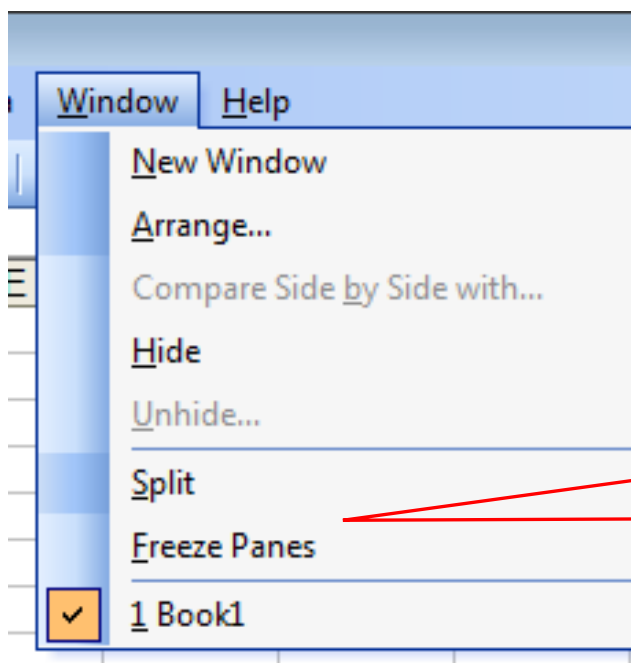 Window Help
New Window
Arrange...
Compare Side by Side with...
Hide
Unhide...
E
Split
Freeze Panes
1 Book1